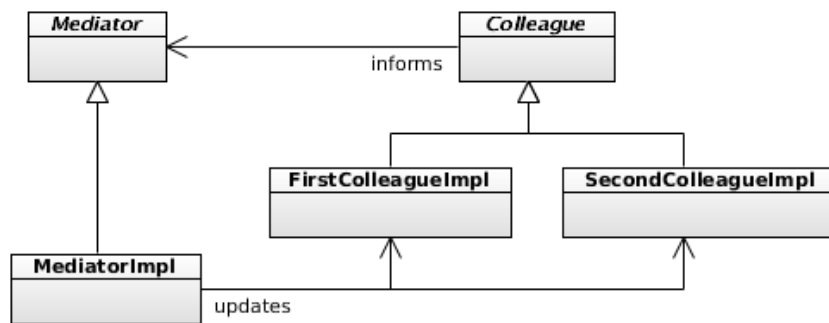 Mediator
Colleague
informs
FirstColleagueImpl
SecondColleagueImpl
MediatorImpl
updates